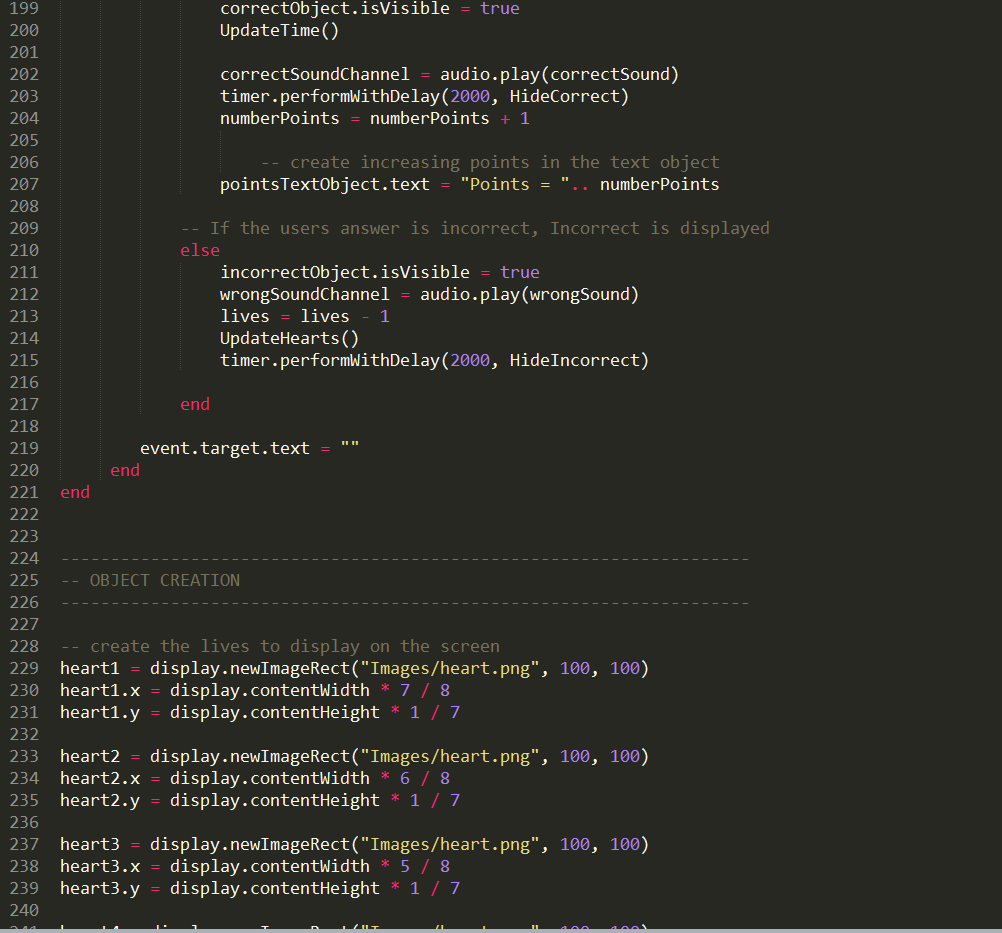 199 correctObject.isVisible = true
200 UpdateTime()
201
202 correctSoundChannel = audio.play(correctSound)
203 timer.performWithDelay(2000, HideCorrect)
204 numberPoints = numberPoints + 1
205
206 -- create increasing points in the text object
207 pointsTextObject.text = "Points = ".. numberPoints
208
209 -- If the users answer is incorrect, Incorrect is displayed
210 else
211 incorrectObject.isVisible = true
212 wrongSoundChannel = audio.play(wrongSound)
213 lives = lives - 1
214 UpdateHearts()
215 timer.performWithDelay(2000, HideIncorrect)
216
217 end
218
219 event.target.text = ""
220 end
221 end
222
223
224 ---------------------------------------------------------------------
225 -- OBJECT CREATION
226 ---------------------------------------------------------------------
227
228 -- create the lives to display on the screen
229 heart1 = display.newImageRect("Images/heart.png", 100, 100)
230 heart1.x = display.contentWidth * 7 / 8
231 heart1.y = display.contentHeight * 1 / 7
232
233 heart2 = display.newImageRect("Images/heart.png", 100, 100)
234 heart2.x = display.contentWidth * 6 / 8
235 heart2.y = display.contentHeight * 1 / 7
236
237 heart3 = display.newImageRect("Images/heart.png", 100, 100)
238 heart3.x = display.contentWidth * 5 / 8
239 heart3.y = display.contentHeight * 1 / 7
240